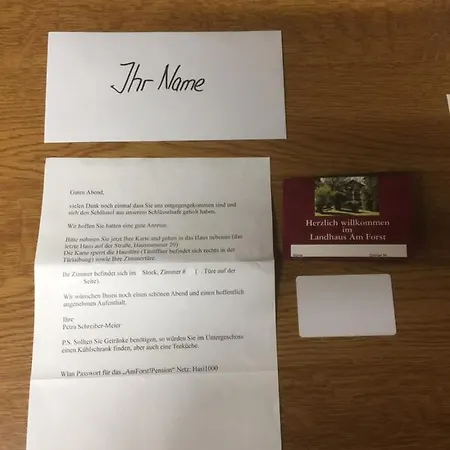 Ihr Name
Guten Abend,
vielen Dank noch einmal dass Sie uns entgegengekommen sind und
sich den Schlüssel aus unserem Schlüsselsafe geholt haben.
Wir hoffen Sie hatten eine gute Anreise.
Bitte nehmen Sie jetzt Ihre Karte und gehen in das Haus nebenan (das
letzte Haus auf der Straße, Hausnummer 20)
Die Karte sperrt die Haustüre (Türöffner befindet sich rechts in der
Türlaibung) sowie Ihre Zimmertüre.
Ihr Zimmer befindet sich im Stock, Zimmer # ( Türe auf der
Seite).
Wir wünschen Ihnen noch einen schönen Abend und einen hoffentlich
angenehmen Aufenthalt.
Ihre
Petra Schreiber-Meier
P.S. Sollten Sie Getränke benötigen, so würden Sie im Untergeschoss
einen Kühlschrank finden, aber auch eine Teeküche.
Wlan Passwort für das „AmForst!Pension“ Netz: Hasi1000
Herzlich willkommen
im
Landhaus Am Forst
Name Zimmer Nr.